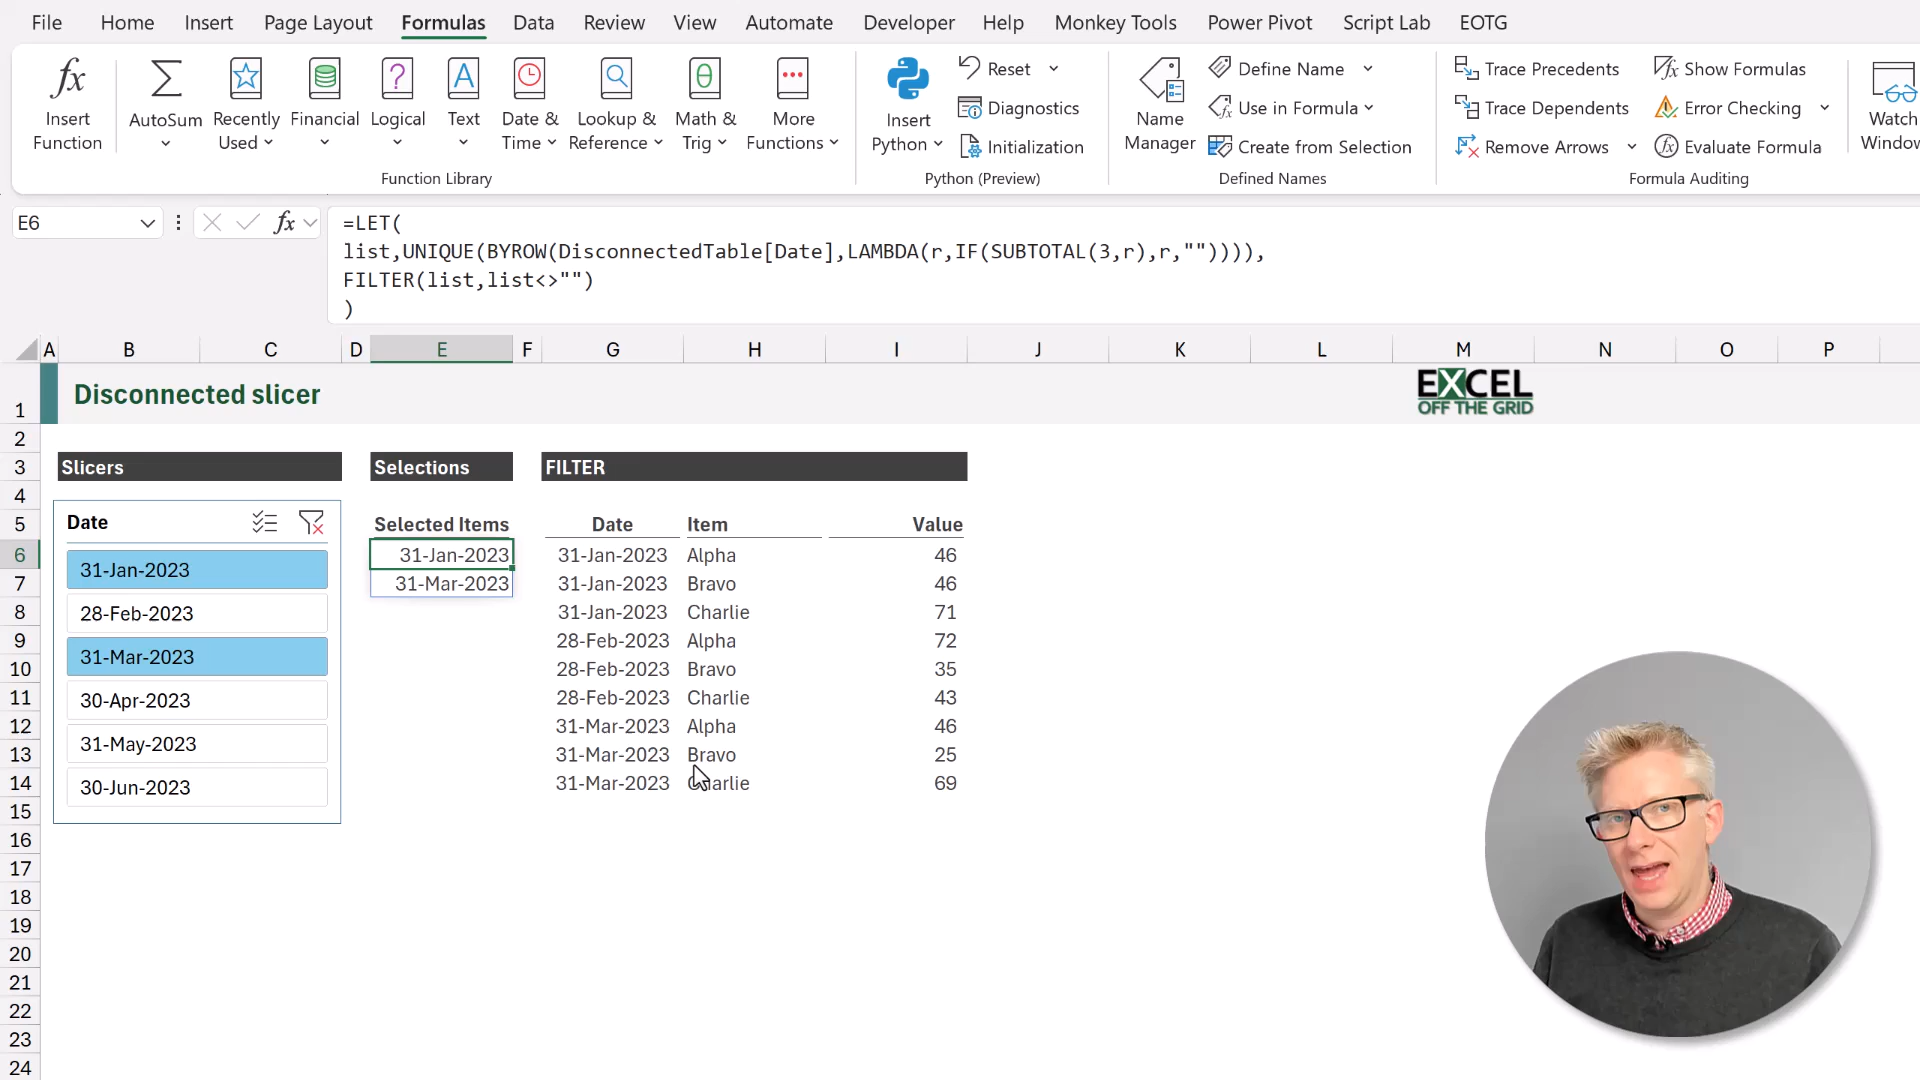 File Home Insert Page Layout Formulas Data Review View Automate Developer Help Monkey Tools Power Pivot Script Lab EOTG
fx
Insert
Function
AutoSum
Recently
Used
Financial
Logical
Text
Date &
Time
Lookup &
Reference
Math &
Trig
More
Functions
Function Library
Insert
Python
Reset
Diagnostics
Initialization
Python (Preview)
Name
Manager
Define Name
Use in Formula
Create from Selection
Defined Names
Trace Precedents
Trace Dependents
Remove Arrows
Show Formulas
Error Checking
Evaluate Formula
Formula Auditing
Watch
Window
E6
fx
=LET(
list,UNIQUE(BYROW(DisconnectedTable[Date],LAMBDA(r,IF(SUBTOTAL(3,r),r,"")))),
FILTER(list,list<>"")
)
A B C D E F G H I J K L M N O P
1 Disconnected slicer EXCEL
OFF THE GRID
2
3 Slicers Selections FILTER
4
5 Date Selected Items Date Item Value
6 31-Jan-2023 31-Jan-2023 31-Jan-2023 Alpha 46
7 28-Feb-2023 31-Mar-2023 31-Jan-2023 Bravo 46
8 31-Jan-2023 Charlie 71
9 31-Mar-2023 28-Feb-2023 Alpha 72
10 28-Feb-2023 Bravo 35
11 30-Apr-2023 28-Feb-2023 Charlie 43
12 31-May-2023 31-Mar-2023 Alpha 46
13 31-Mar-2023 Bravo 25
14 30-Jun-2023 31-Mar-2023 Charlie 69
15
16
17
18
19
20
21
22
23
24